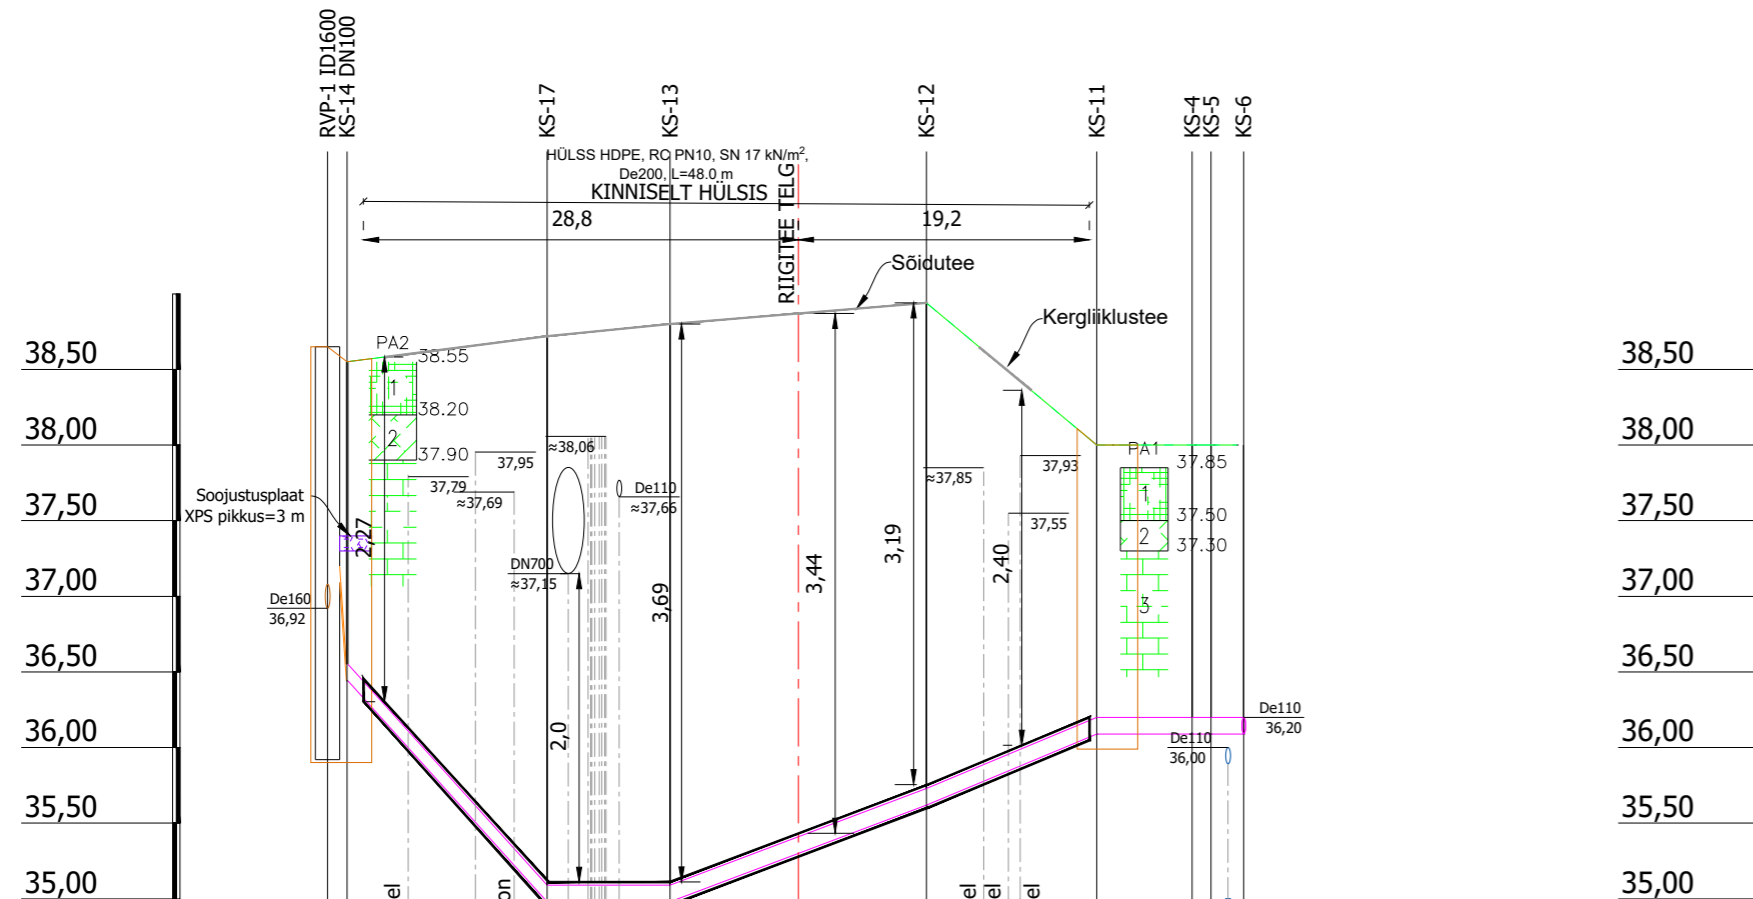 RVP-1 ID1600
KS-14 DN100
KS-17
KS-13
KS-12
KS-11
KS-4
KS-5
KS-6
HÜLSS HDPE, RC PN10, SN 17 kN/m²,
De200, L=48.0 m
KINNISELT HÜLSIS
28,8
19,2
RIIGITEE TELG
Sõidutee
Kergliiklustee
38,50
38,00
37,50
37,00
36,50
36,00
35,50
35,00
PA2
38.55
1
38.20
2
37.90
37,95
37,79
≈37,69
≈38,06
De110
≈37,66
DN700
≈37,15
Soojustusplaat
XPS pikkus=3 m
2,27
De160
36,92
2,0
3,69
3,44
3,19
2,40
≈37,85
37,93
37,55
PA1
37.85
1
37.50
2
37.30
3
De110
36,20
De110
36,00
el
on
el
el
el
38,50
38,00
37,50
37,00
36,50
36,00
35,50
35,00